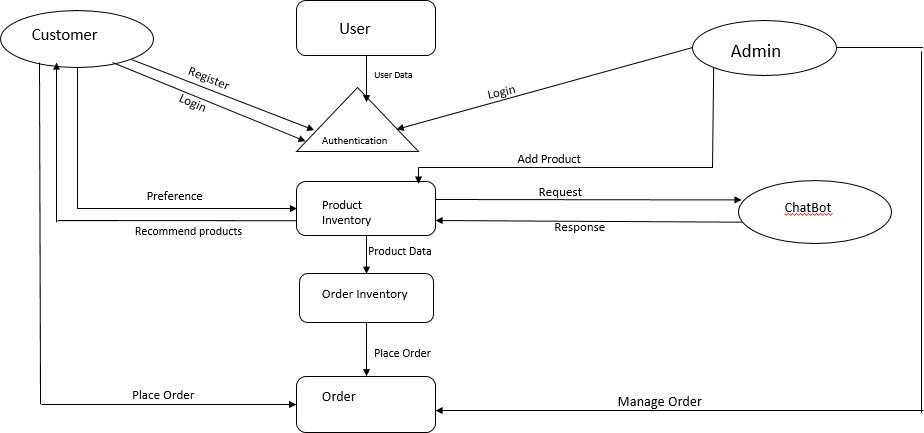 Customer
User
Admin
User Data
Register
Login
Login
Authentication
Add Product
Preference
Product
Inventory
Request
ChatBot
Recommend products
Response
Product Data
Order Inventory
Place Order
Place Order
Order
Manage Order